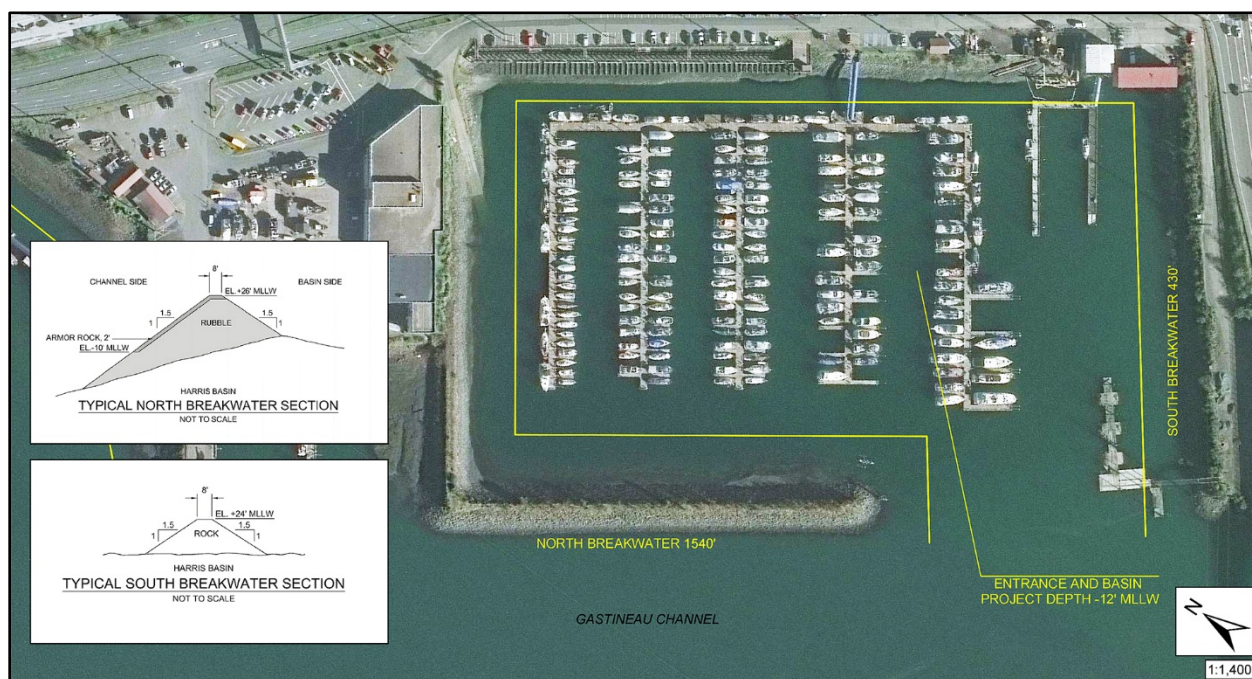 CHANNEL SIDE
BASIN SIDE
8'
EL.+26' MLLW
1.5
1
RUBBLE
1.5
1
ARMOR ROCK, 2'
EL.-10' MLLW
HARRIS BASIN
TYPICAL NORTH BREAKWATER SECTION
NOT TO SCALE
8'
EL. +24' MLLW
1.5
1
ROCK
1.5
1
HARRIS BASIN
TYPICAL SOUTH BREAKWATER SECTION
NOT TO SCALE
SOUTH BREAKWATER 430'
NORTH BREAKWATER 1540'
ENTRANCE AND BASIN
PROJECT DEPTH -12' MLLW
GASTINEAU CHANNEL
N
1:1,400